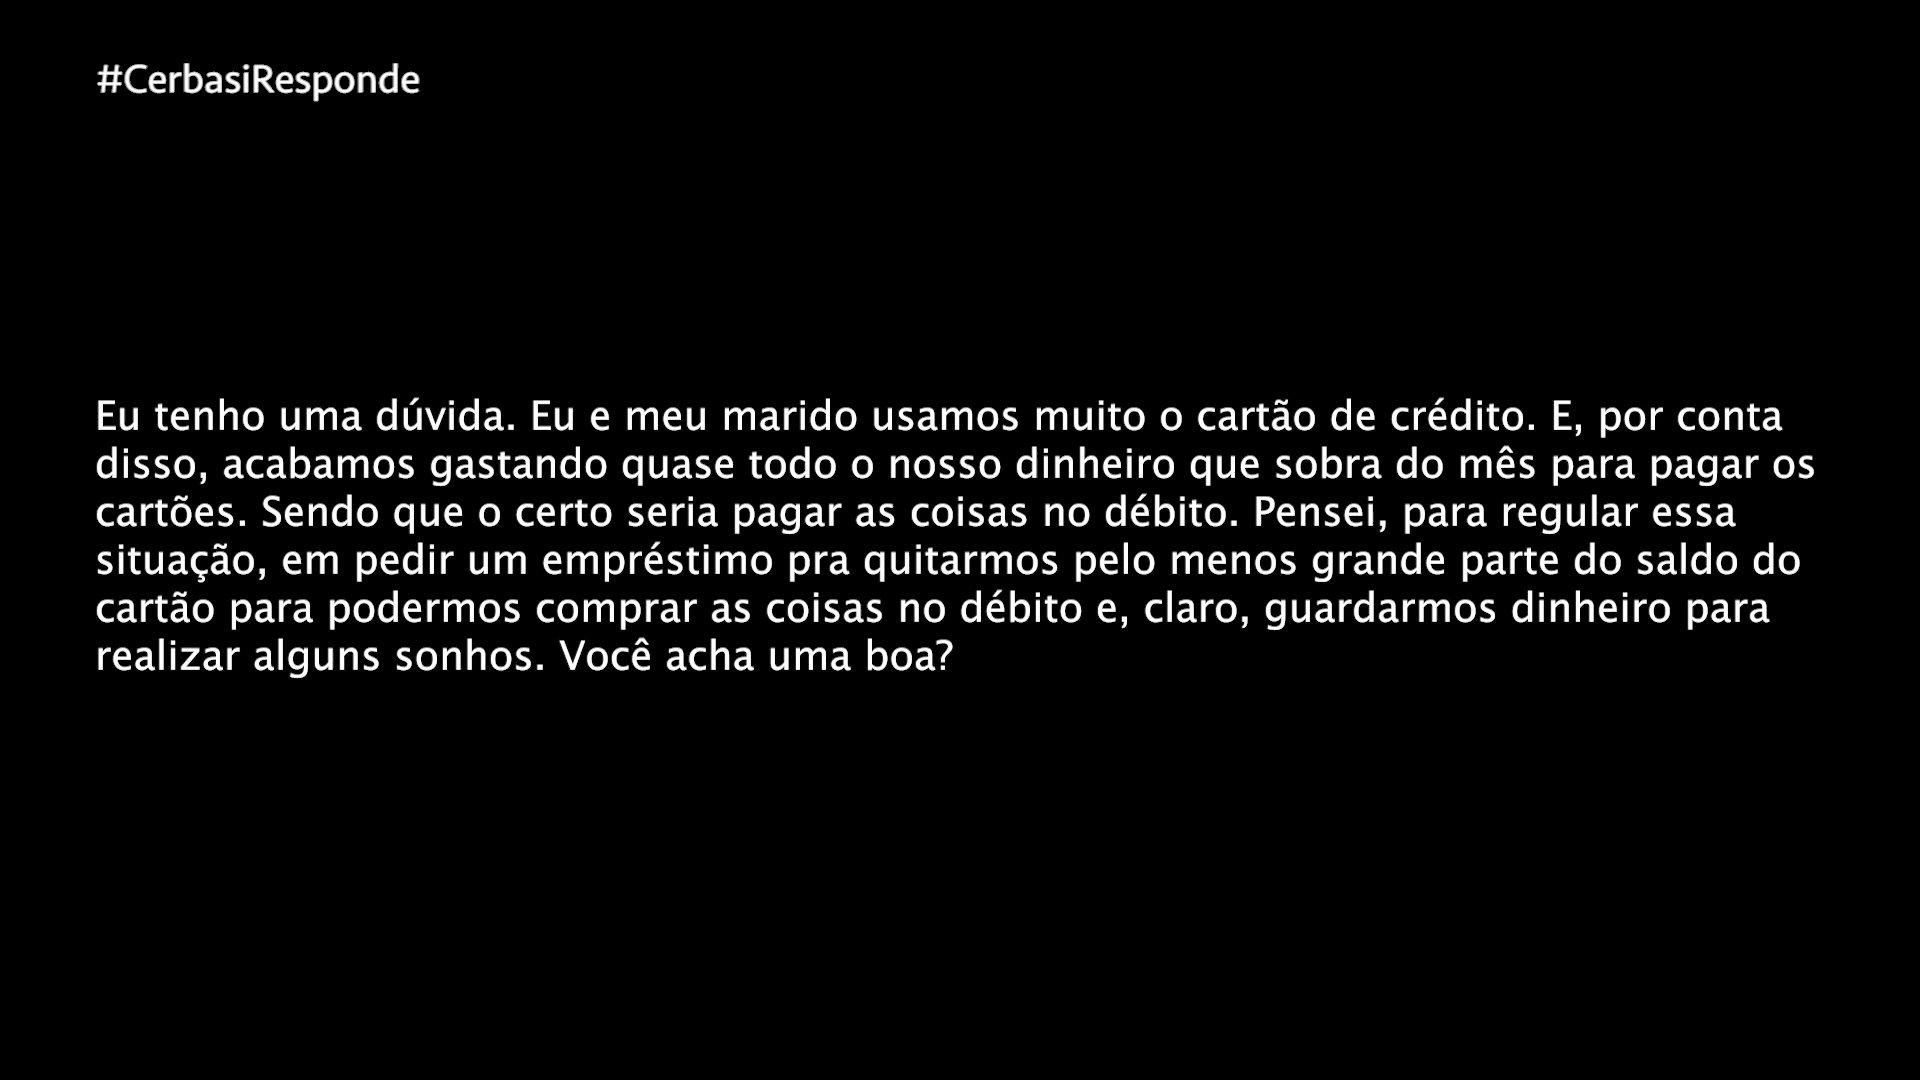 #CerbasiResponde
Eu tenho uma dúvida. Eu e meu marido usamos muito o cartão de crédito. E, por conta
disso, acabamos gastando quase todo o nosso dinheiro que sobra do mês para pagar os
cartões. Sendo que o certo seria pagar as coisas no débito. Pensei, para regular essa
situação, em pedir um empréstimo pra quitarmos pelo menos grande parte do saldo do
cartão para podermos comprar as coisas no débito e, claro, guardarmos dinheiro para
realizar alguns sonhos. Você acha uma boa?